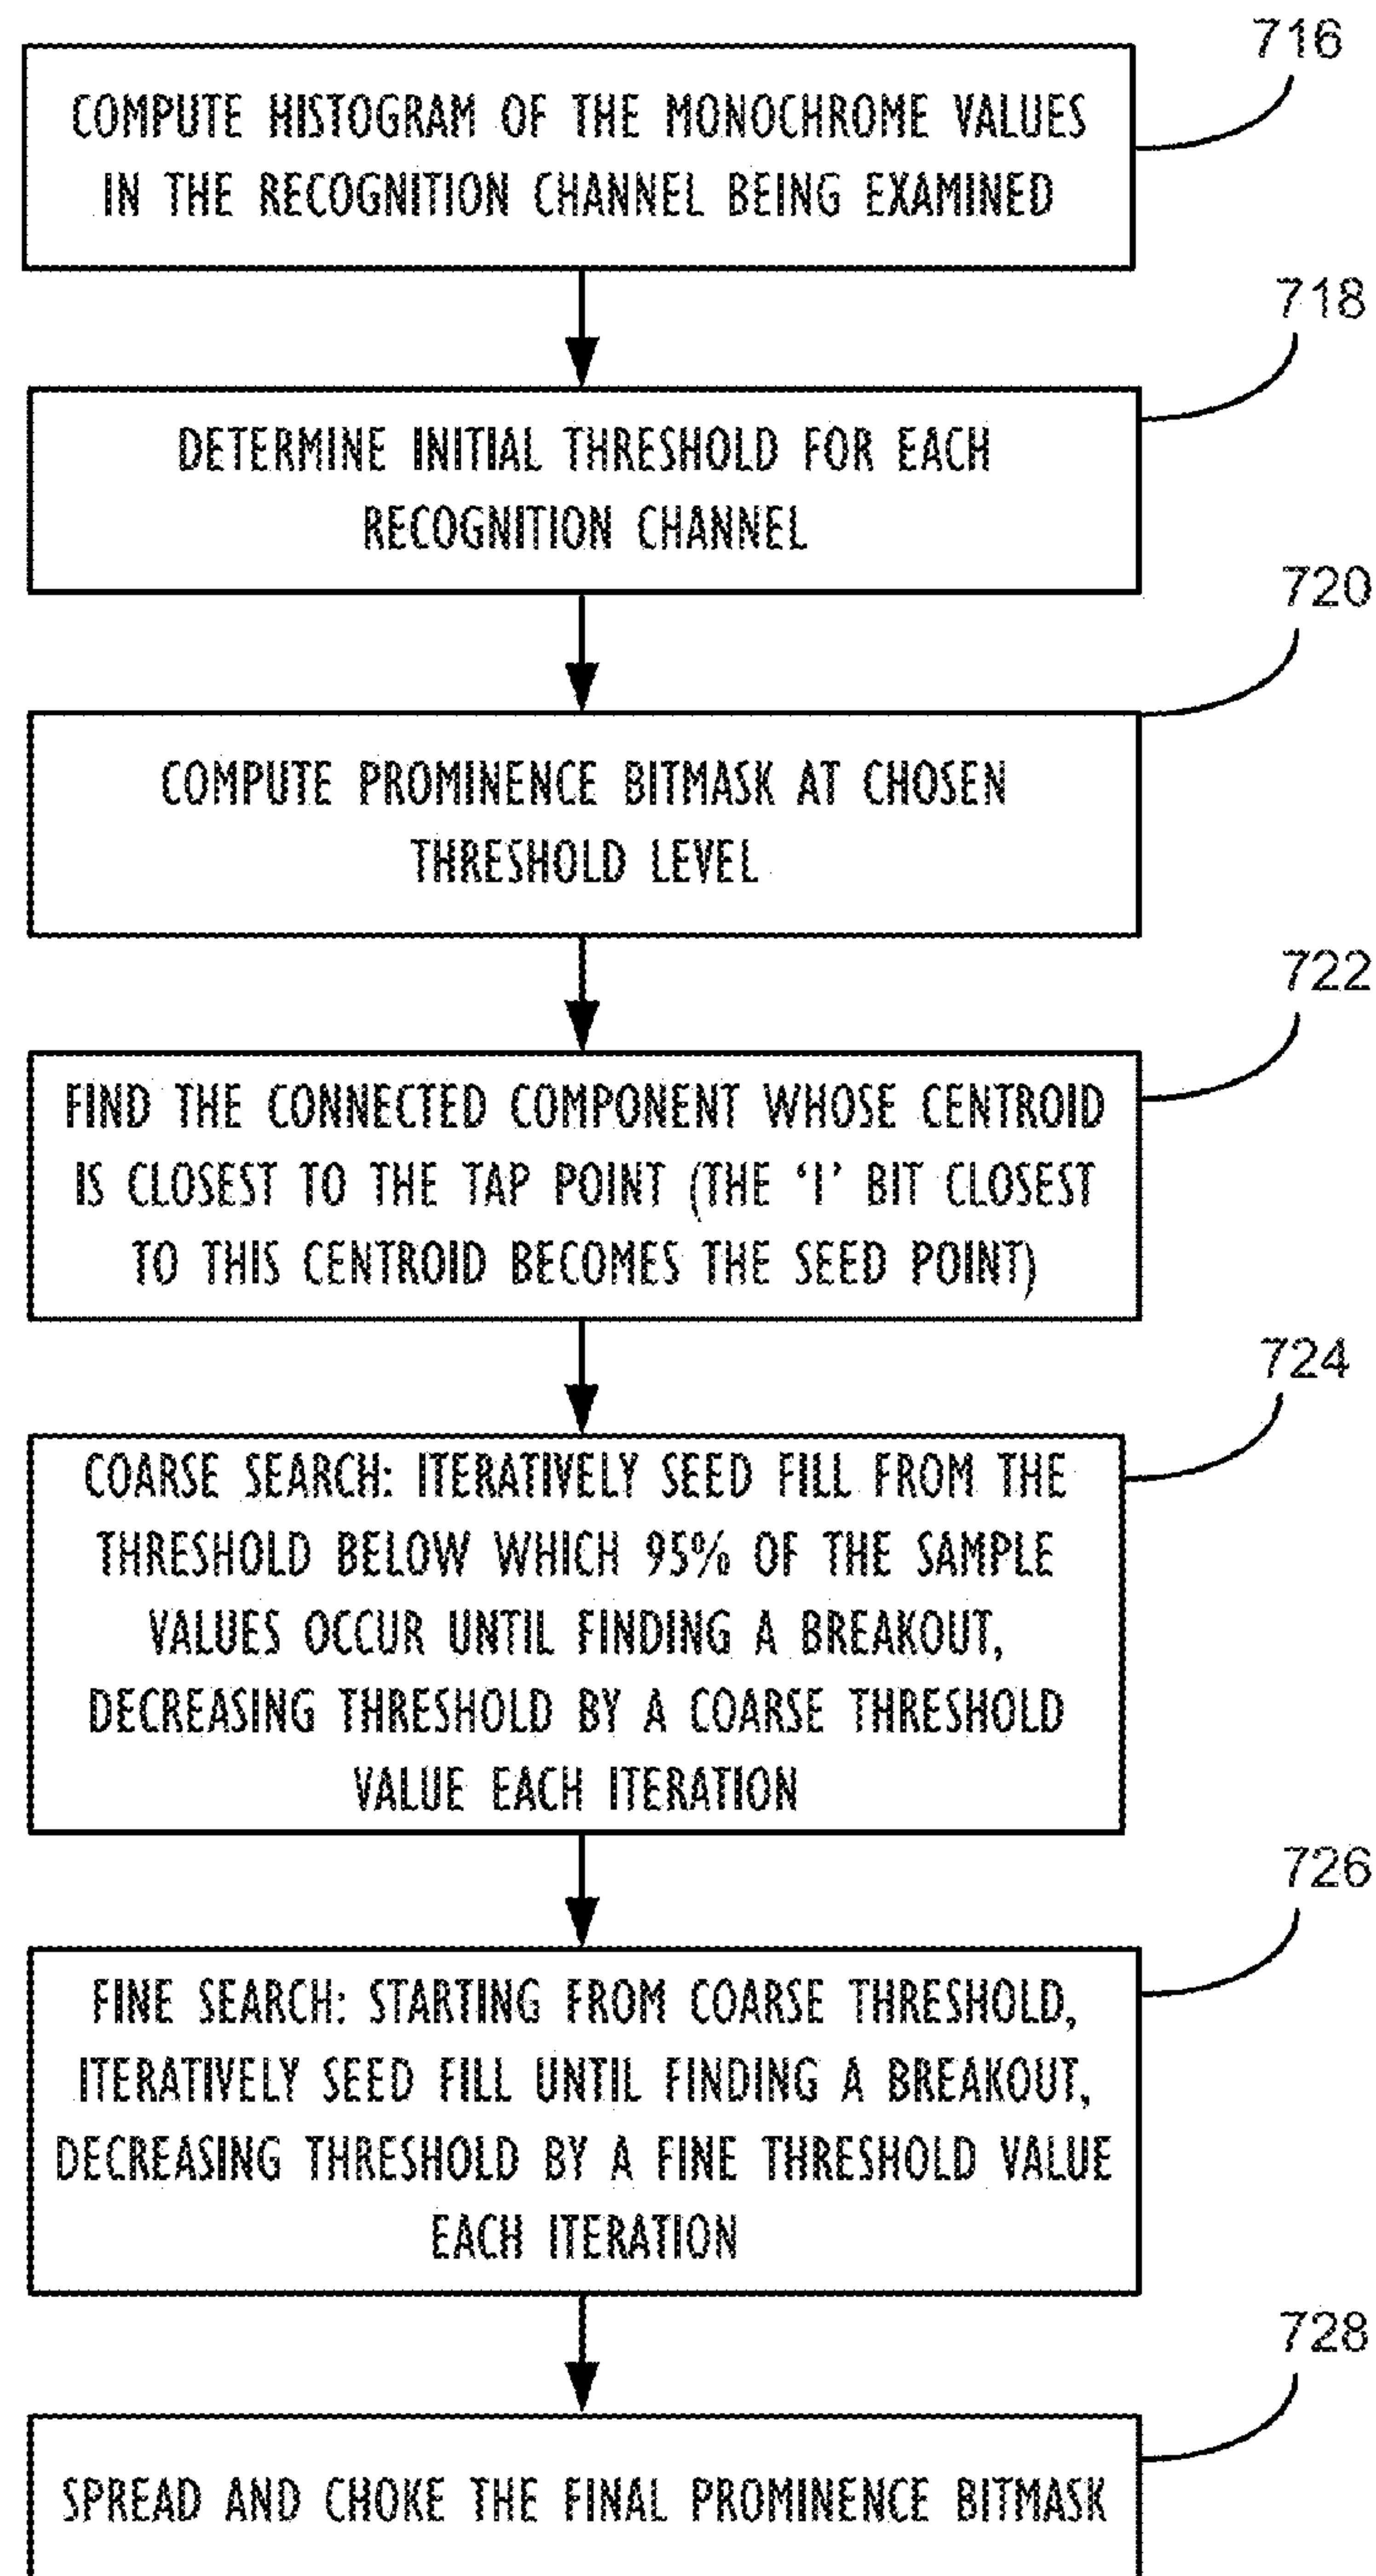 716
COMPUTE HISTOGRAM OF THE MONOCHROME VALUES
IN THE RECOGNITION CHANNEL BEING EXAMINED
718
DETERMINE INITIAL THRESHOLD FOR EACH
RECOGNITION CHANNEL
720
COMPUTE PROMINENCE BITMASK AT CHOSEN
THRESHOLD LEVEL
722
FIND THE CONNECTED COMPONENT WHOSE CENTROID
IS CLOSEST TO THE TAP POINT (THE ‘1’ BIT CLOSEST
TO THIS CENTROID BECOMES THE SEED POINT)
724
COARSE SEARCH: ITERATIVELY SEED FILL FROM THE
THRESHOLD BELOW WHICH 95% OF THE SAMPLE
VALUES OCCUR UNTIL FINDING A BREAKOUT,
DECREASING THRESHOLD BY A COARSE THRESHOLD
VALUE EACH ITERATION
726
FINE SEARCH: STARTING FROM COARSE THRESHOLD,
ITERATIVELY SEED FILL UNTIL FINDING A BREAKOUT,
DECREASING THRESHOLD BY A FINE THRESHOLD VALUE
EACH ITERATION
728
SPREAD AND CHOKE THE FINAL PROMINENCE BITMASK